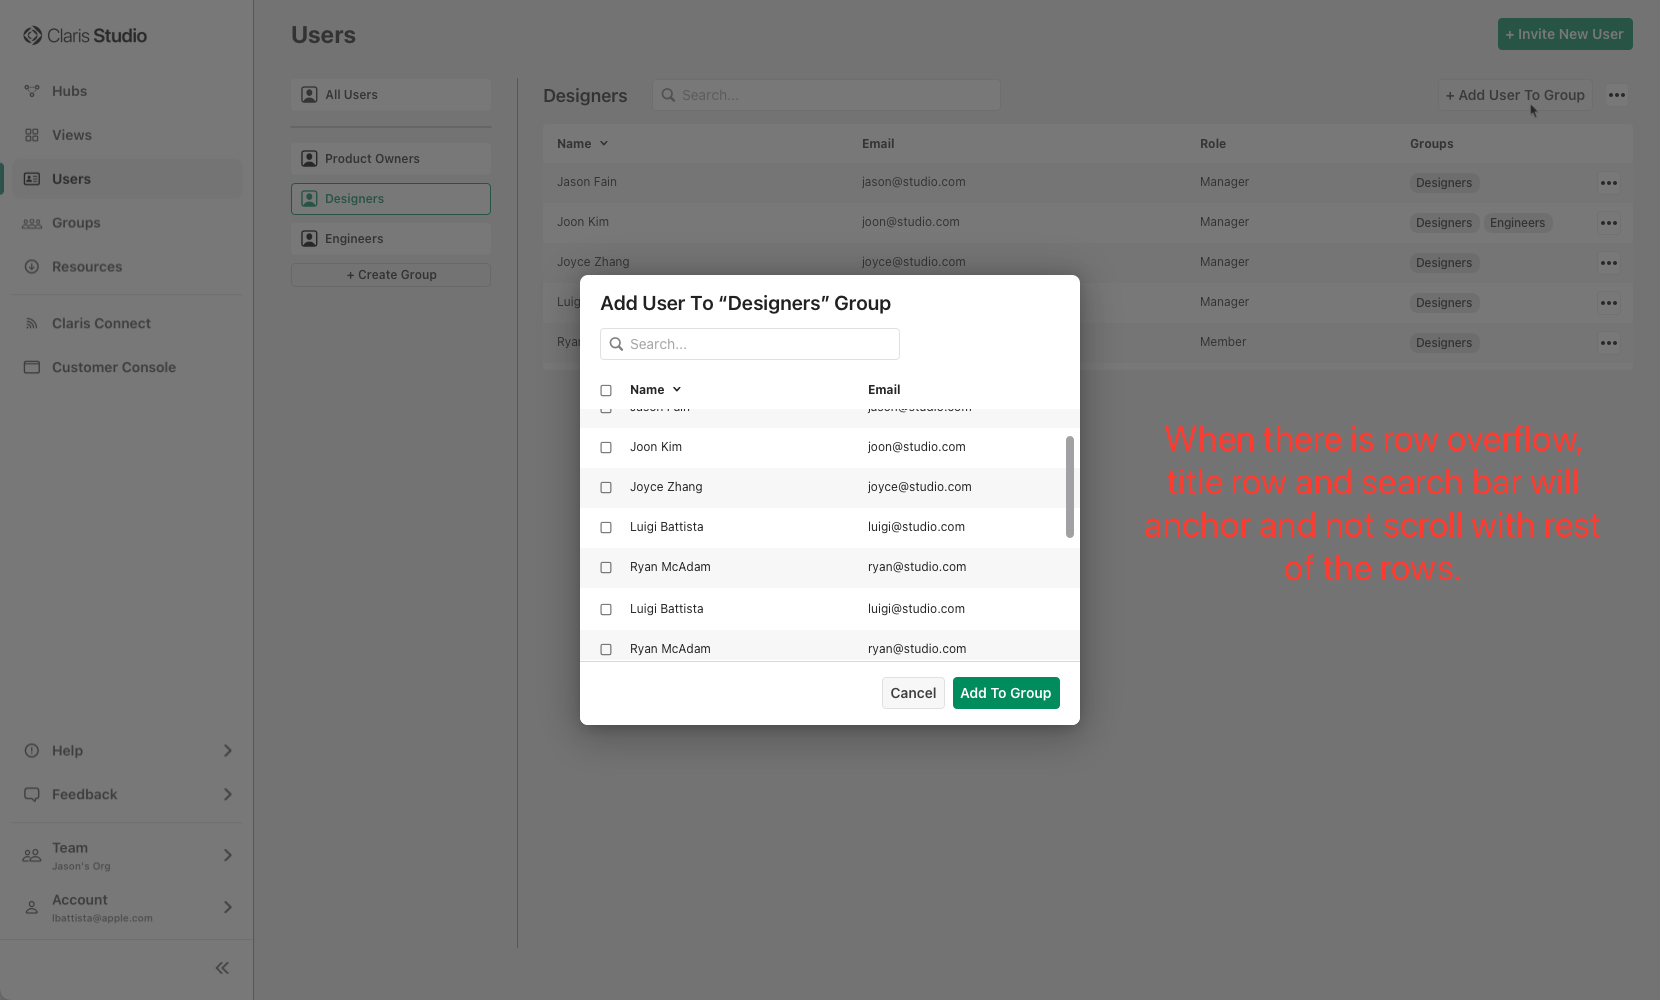 Claris Studio
Hubs
Views
Users
Groups
Resources
Claris Connect
Customer Console
Help
Feedback
Team
Jason's Org
Account
lbattista@apple.com
Users
+ Invite New User
All Users
Product Owners
Designers
Engineers
+ Create Group
Designers
Search...
+ Add User To Group
Name Email Role Groups
Jason Fain jason@studio.com Manager Designers
Joon Kim joon@studio.com Manager Designers Engineers
Joyce Zhang joyce@studio.com Manager Designers
Manager Designers
Member Designers
Add User To “Designers” Group
Search...
Name Email
Jason Fain jason@studio.com
Joon Kim joon@studio.com
Joyce Zhang joyce@studio.com
Luigi Battista luigi@studio.com
Ryan McAdam ryan@studio.com
Luigi Battista luigi@studio.com
Ryan McAdam ryan@studio.com
Cancel Add To Group
When there is row overflow,
title row and search bar will
anchor and not scroll with rest
of the rows.